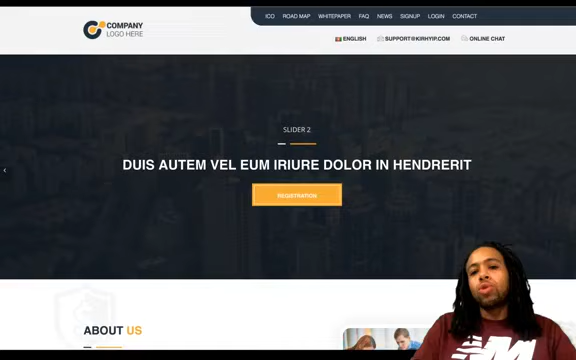 ICO ROAD MAP WHITEPAPER FAQ NEWS SIGNUP LOGIN CONTACT
COMPANY
LOGO HERE
ENGLISH SUPPORT@KIRHYIP.COM ONLINE CHAT
SLIDER 2
DUIS AUTEM VEL EUM IRIURE DOLOR IN HENDRERIT
REGISTRATION
ABOUT US